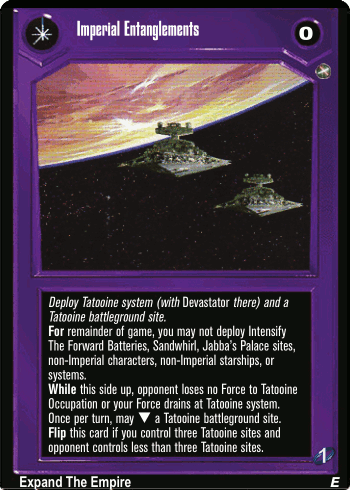 Imperial Entanglements
0
Deploy Tatooine system (with Devastator there) and a
Tatooine battleground site.
For remainder of game, you may not deploy Intensify
The Forward Batteries, Sandwhirl, Jabba's Palace sites,
non-Imperial characters, non-Imperial starships, or
systems.
While this side up, opponent loses no Force to Tatooine
Occupation or your Force drains at Tatooine system.
Once per turn, may ▼ a Tatooine battleground site.
Flip this card if you control three Tatooine sites and
opponent controls less than three Tatooine sites.
1
Expand The Empire
E